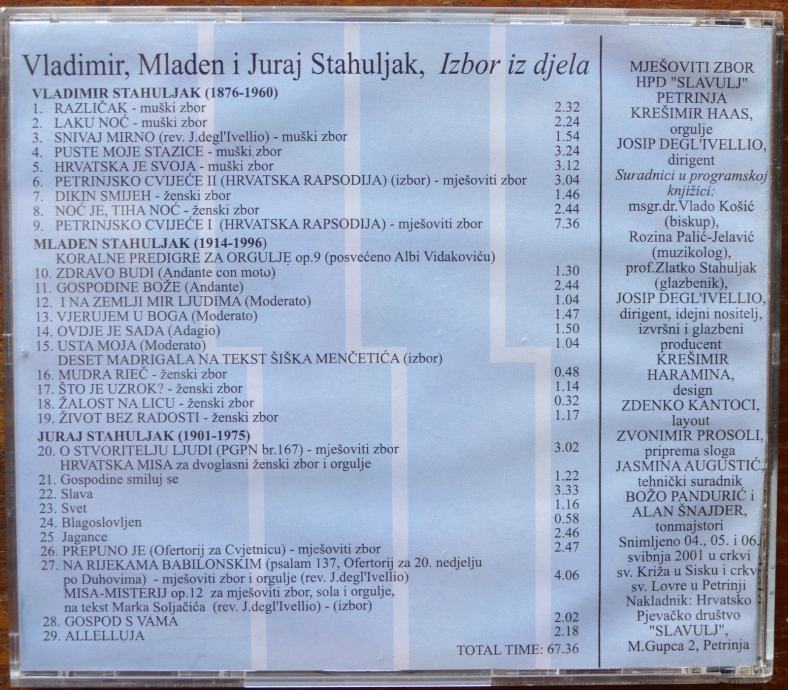 Vladimir, Mladen i Juraj Stahuljak, Izbor iz djela
VLADIMIR STAHULJAK (1876-1960)
1. RAZLIČAK - muški zbor 2.32
2. LAKU NOĆ - muški zbor 2.24
3. SNIVAJ MIRNO (rev. J.degl'Ivellio) - muški zbor 1.54
4. PUSTE MOJE STAZICE - muški zbor 3.24
5. HRVATSKA JE SVOJA - muški zbor 3.12
6. PETRINJSKO CVIJEĆE II (HRVATSKA RAPSODIJA) (izbor) - mješoviti zbor 3.04
7. DIKIN SMIJEH - ženski zbor 1.46
8. NOĆ JE, TIHA NOĆ - ženski zbor 2.44
9. PETRINJSKO CVIJEĆE I (HRVATSKA RAPSODIJA) - mješoviti zbor 7.36
MLADEN STAHULJAK (1914-1996)
KORALNE PREDIGRE ZA ORGULJE op.9 (posvećeno Albi Vidakoviću)
10. ZDRAVO BUDI (Andante con moto) 1.30
11. GOSPODINE BOŽE (Andante) 2.44
12. I NA ZEMLJI MIR LJUDIMA (Moderato) 1.04
13. VJERUJEM U BOGA (Moderato) 1.47
14. OVDJE JE SADA (Adagio) 1.50
15. USTA MOJA (Moderato) 1.04
DESET MADRIGALA NA TEKST ŠIŠKA MENČETIĆA (izbor)
16. MUDRA RIEČ - ženski zbor 0.48
17. ŠTO JE UZROK? - ženski zbor 1.14
18. ŽALOST NA LICU - ženski zbor 0.32
19. ŽIVOT BEZ RADOSTI - ženski zbor 1.17
JURAJ STAHULJAK (1901-1975)
20. O STVORITELJU LJUDI (PGPN br.167) - mješoviti zbor 3.02
HRVATSKA MISA za dvoglasni ženski zbor i orgulje
21. Gospodine smiluj se 1.22
22. Slava 3.33
23. Svet 1.16
24. Blagoslovljen 0.58
25 Jagance 2.46
26. PREPUNO JE (Ofertorij za Cvjetnicu) - mješoviti zbor 2.47
27. NA RIJEKAMA BABILONSKIM (psalam 137, Ofertorij za 20. nedjelju
po Duhovima) - mješoviti zbor i orgulje (rev. J.degl'Ivellio) 4.06
MISA-MISTERIJ op.12 za mješoviti zbor, sola i orgulje,
na tekst Marka Soljačića (rev. J.degl'Ivellio) - (izbor)
28. GOSPOD S VAMA 2.02
29. ALLELLUJA 2.18
TOTAL TIME: 67.36
MJEŠOVITI ZBOR
HPD "SLAVULJ"
PETRINJA
KREŠIMIR HAAS,
orgulje
JOSIP DEGL'IVELLIO,
dirigent
Suradnici u programskoj
knjižici:
msgr.dr.Vlado Košić
(biskup),
Rozina Palić-Jelavić
(muzikolog),
prof.Zlatko Stahuljak
(glazbenik),
JOSIP DEGL'IVELLIO,
dirigent, idejni nositelj,
izvršni i glazbeni
producent
KREŠIMIR
HARAMINA,
design
ZDENKO KANTOCI,
layout
ZVONIMIR PROSOLI,
priprema sloga
JASMINA AUGUSTIĆ,
tehnički suradnik
BOŽO PANDURIĆ i
ALAN ŠNAJDER,
tonmajstori
Snimljeno 04., 05. i 06.
svibnja 2001 u crkvi
sv. Križa u Sisku i crkvi
sv. Lovre u Petrinji
Nakladnik: Hrvatsko
Pjevačko društvo
"SLAVULJ",
M.Gupca 2, Petrinja